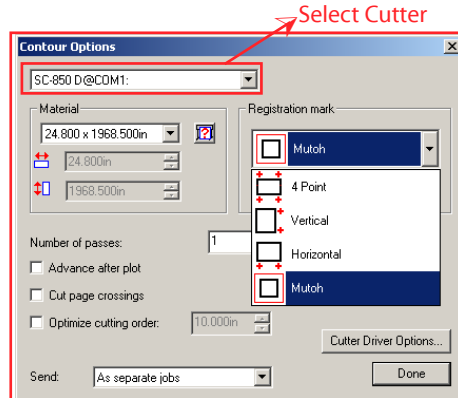 Select Cutter
Contour Options
SC-850 D@COM1:
Material
24.800 x 1968.500in
24.800in
1968.500in
Registration mark
Mutoh
4 Point
Vertical
Horizontal
Mutoh
Number of passes: 1
Advance after plot
Cut page crossings
Optimize cutting order: 10.000in
Cutter Driver Options...
Send: As separate jobs
Done